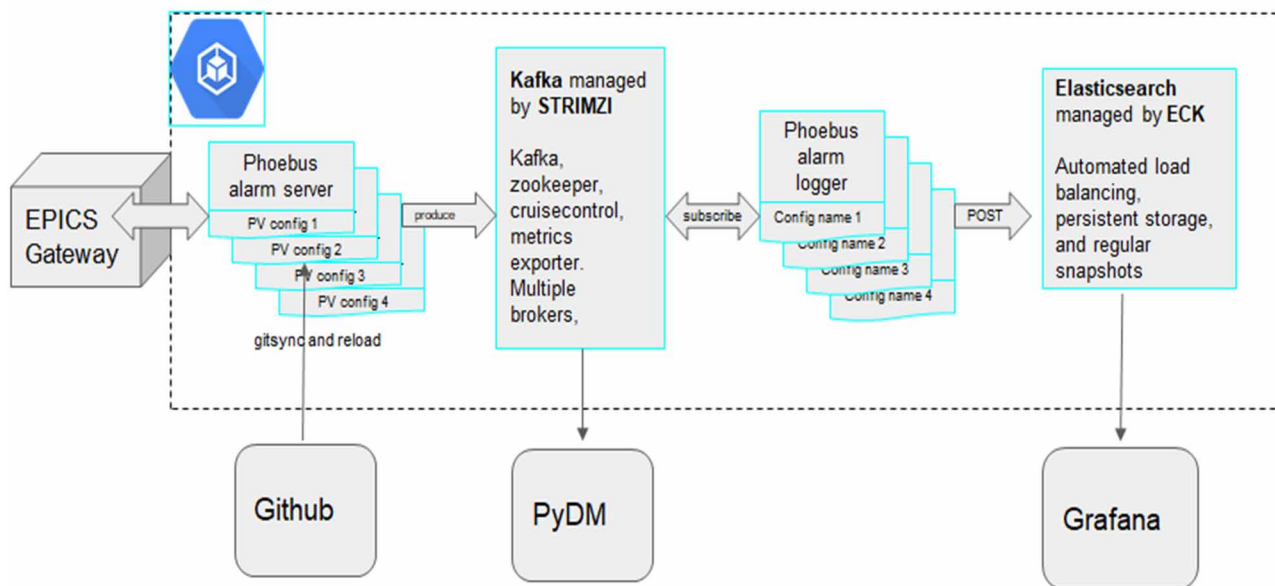 EPICS
Gateway
Phoebus
alarm server
PV config 1
PV config 2
PV config 3
PV config 4
gitsync and reload
produce
Kafka managed
by STRIMZI
Kafka,
zookeeper,
cruisecontrol,
metrics
exporter.
Multiple
brokers,
subscribe
Phoebus
alarm
logger
Config name 1
Config name 2
Config name 3
Config name 4
POST
Elasticsearch
managed by ECK
Automated load
balancing,
persistent storage,
and regular
snapshots
Github
PyDM
Grafana